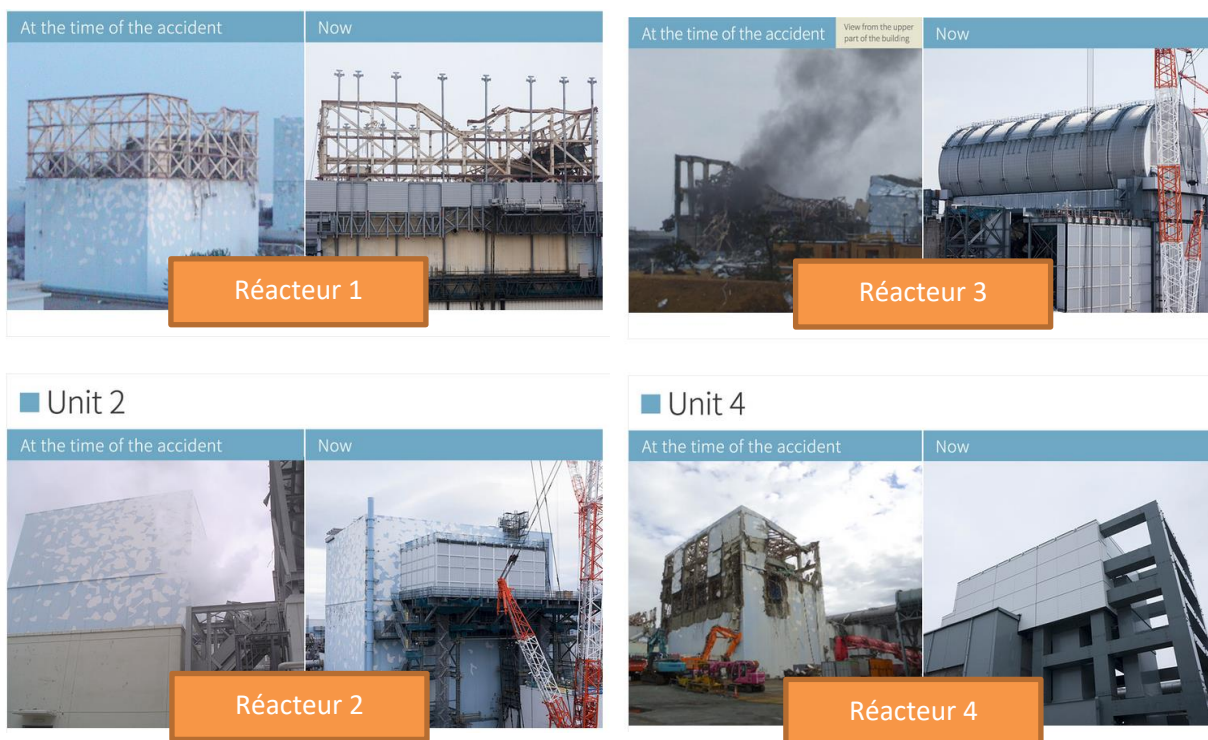 At the time of the accident
Now
Réacteur 1
At the time of the accident
View from the upper
part of the building
Now
Réacteur 3
Unit 2
At the time of the accident
Now
Réacteur 2
Unit 4
At the time of the accident
Now
Réacteur 4